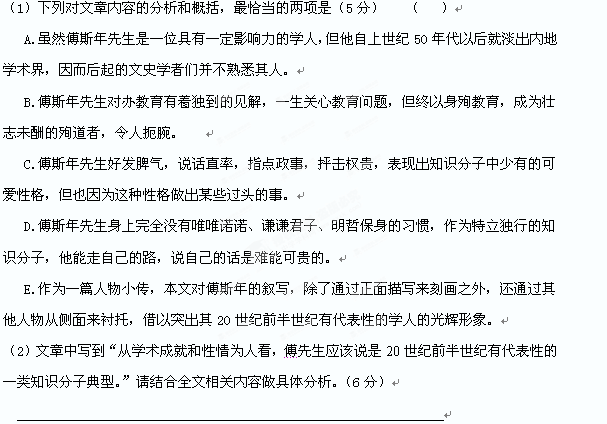 （1）下列对文章内容的分析和概括，最恰当的两项是（5分）　　（　　）↵
A.虽然傅斯年先生是一位具有一定影响力的学人，但他自上世纪50年代以后就淡出内地
学术界，因而后起的文史学者们并不熟悉其人。↵
B.傅斯年先生对办教育有着独到的见解，一生关心教育问题，但终以身殉教育，成为壮
志未酬的殉道者，令人扼腕。　↵
C.傅斯年先生好发脾气，说话直率，指点政事，抨击权贵，表现出知识分子中少有的可
爱性格，但也因为这种性格做出某些过头的事。↵
D.傅斯年先生身上完全没有唯唯诺诺、谦谦君子、明哲保身的习惯，作为特立独行的知
识分子，他能走自己的路，说自己的话是难能可贵的。↵
E.作为一篇人物小传，本文对傅斯年的叙写，除了通过正面描写来刻画之外，还通过其
他人物从侧面来衬托，借以突出其20世纪前半世纪有代表性的学人的光辉形象。↵
（2）文章中写到“从学术成就和性情为人看，傅先生应该说是20世纪前半世纪有代表性的
一类知识分子典型。”请结合全文相关内容做具体分析。（6分）↵